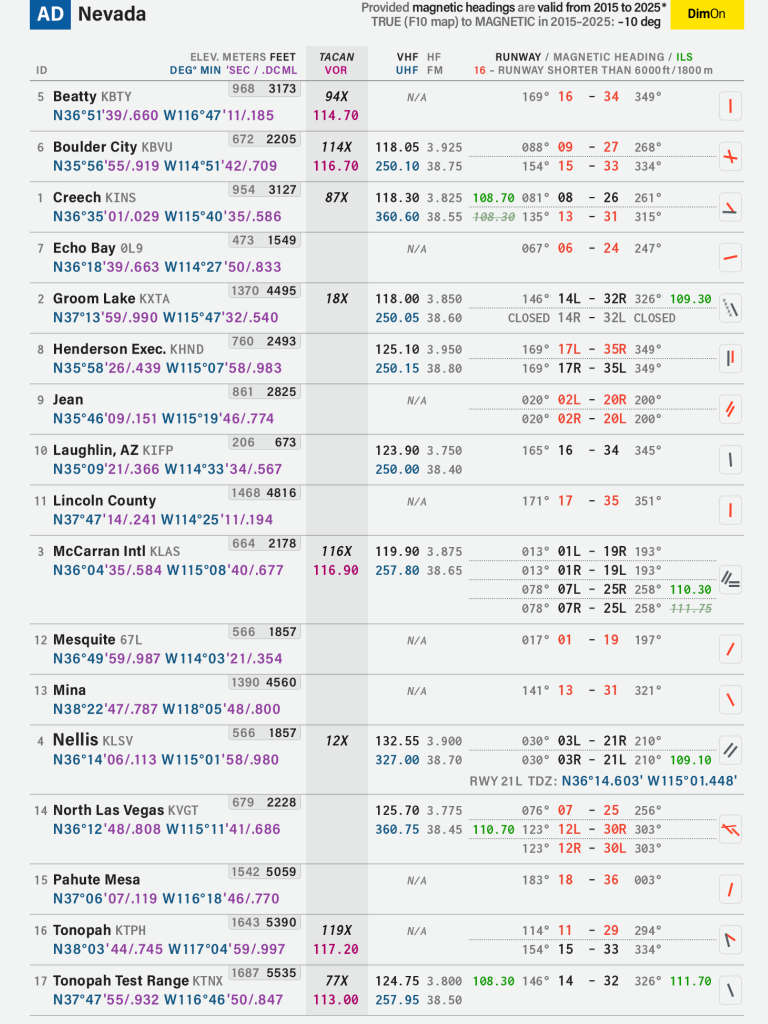 AD Nevada
Provided magnetic headings are valid from 2015 to 2025*
TRUE (F10 map) to MAGNETIC in 2015–2025: –10 deg
DimOn
ELEV. METERS FEET TACAN VHF HF RUNWAY / MAGNETIC HEADING / ILS
ID DEG° MIN 'SEC / .DCML VOR UHF FM 16 – RUNWAY SHORTER THAN 6000 ft / 1800 m
968 3173
5 Beatty KBTY 94X N/A 169° 16 – 34 349°
N36°51'39/.660 W116°47'11/.185 114.70
672 2205
6 Boulder City KBVU 114X 118.05 3.925 088° 09 – 27 268°
N35°56'55/.919 W114°51'42/.709 116.70 250.10 38.75 154° 15 – 33 334°
954 3127
1 Creech KINS 87X 118.30 3.825 108.70 081° 08 – 26 261°
N36°35'01/.029 W115°40'35/.586 360.60 38.55 108.30 135° 13 – 31 315°
473 1549
7 Echo Bay 0L9 N/A 067° 06 – 24 247°
N36°18'39/.663 W114°27'50/.833
1370 4495
2 Groom Lake KXTA 18X 118.00 3.850 146° 14L – 32R 326° 109.30
N37°13'59/.990 W115°47'32/.540 250.05 38.60 CLOSED 14R – 32L CLOSED
760 2493
8 Henderson Exec. KHND 125.10 3.950 169° 17L – 35R 349°
N35°58'26/.439 W115°07'58/.983 250.15 38.80 169° 17R – 35L 349°
861 2825
9 Jean N/A 020° 02L – 20R 200°
N35°46'09/.151 W115°19'46/.774 020° 02R – 20L 200°
206 673
10 Laughlin, AZ KIFP 123.90 3.750 165° 16 – 34 345°
N35°09'21/.366 W114°33'34/.567 250.00 38.40
1468 4816
11 Lincoln County N/A 171° 17 – 35 351°
N37°47'14/.241 W114°25'11/.194
664 2178
3 McCarran Intl KLAS 116X 119.90 3.875 013° 01L – 19R 193°
N36°04'35/.584 W115°08'40/.677 116.90 257.80 38.65 013° 01R – 19L 193°
078° 07L – 25R 258° 110.30
078° 07R – 25L 258° 111.75
566 1857
12 Mesquite 67L N/A 017° 01 – 19 197°
N36°49'59/.987 W114°03'21/.354
1390 4560
13 Mina N/A 141° 13 – 31 321°
N38°22'47/.787 W118°05'48/.800
566 1857
4 Nellis KLSV 12X 132.55 3.900 030° 03L – 21R 210°
N36°14'06/.113 W115°01'58/.980 327.00 38.70 030° 03R – 21L 210° 109.10
RWY 21L TDZ: N36°14.603' W115°01.448'
679 2228
14 North Las Vegas KVGT 125.70 3.775 076° 07 – 25 256°
N36°12'48/.808 W115°11'41/.686 360.75 38.45 110.70 123° 12L – 30R 303°
123° 12R – 30L 303°
1542 5059
15 Pahute Mesa N/A 183° 18 – 36 003°
N37°06'07/.119 W116°18'46/.770
1643 5390
16 Tonopah KTPH 119X N/A 114° 11 – 29 294°
N38°03'44/.745 W117°04'59/.997 117.20 154° 15 – 33 334°
1687 5535
17 Tonopah Test Range KTNX 77X 124.75 3.800 108.30 146° 14 – 32 326° 111.70
N37°47'55/.932 W116°46'50/.847 113.00 257.95 38.50